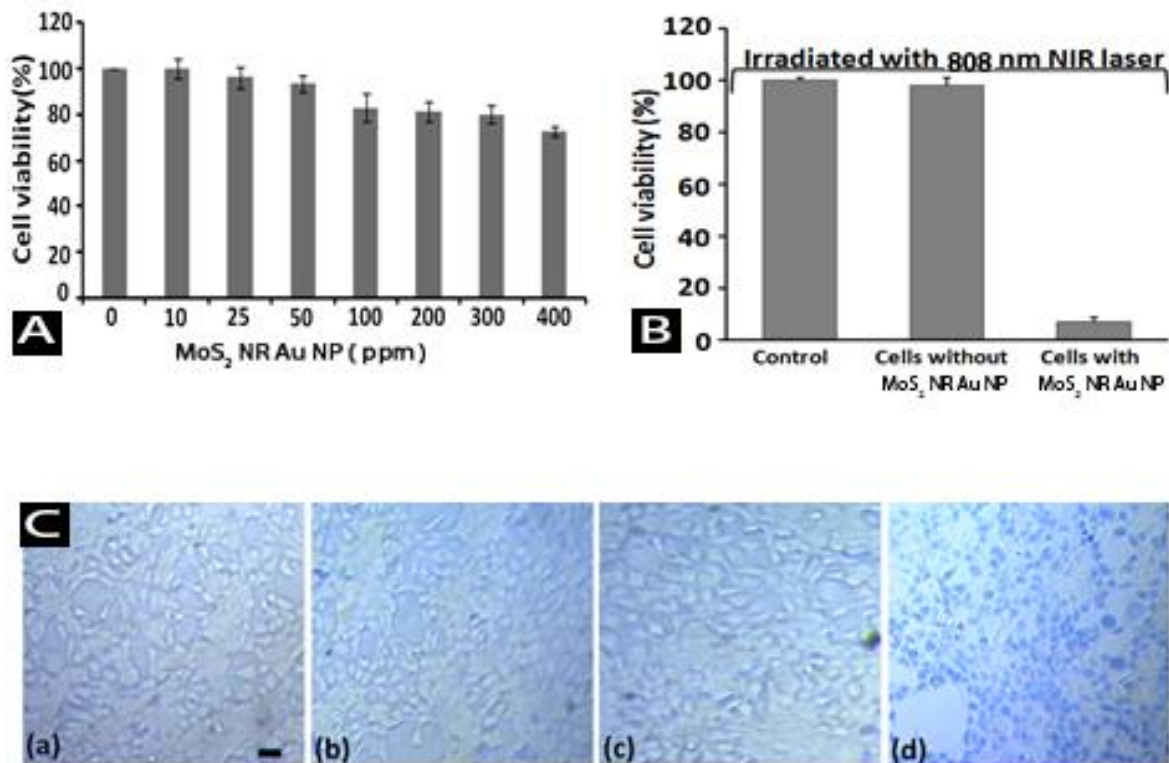 120
100
80
60
40
20
0
Cell viability(%)
0 10 25 50 100 200 300 400
A
MoS₂ NR Au NP ( ppm )
120
100
80
60
40
20
0
Cell viability(%)
Irradiated with 808 nm NIR laser
B
Control
Cells without
MoS₂ NR Au NP
Cells with
MoS₂ NR Au NP
C
(a)
(b)
(c)
(d)